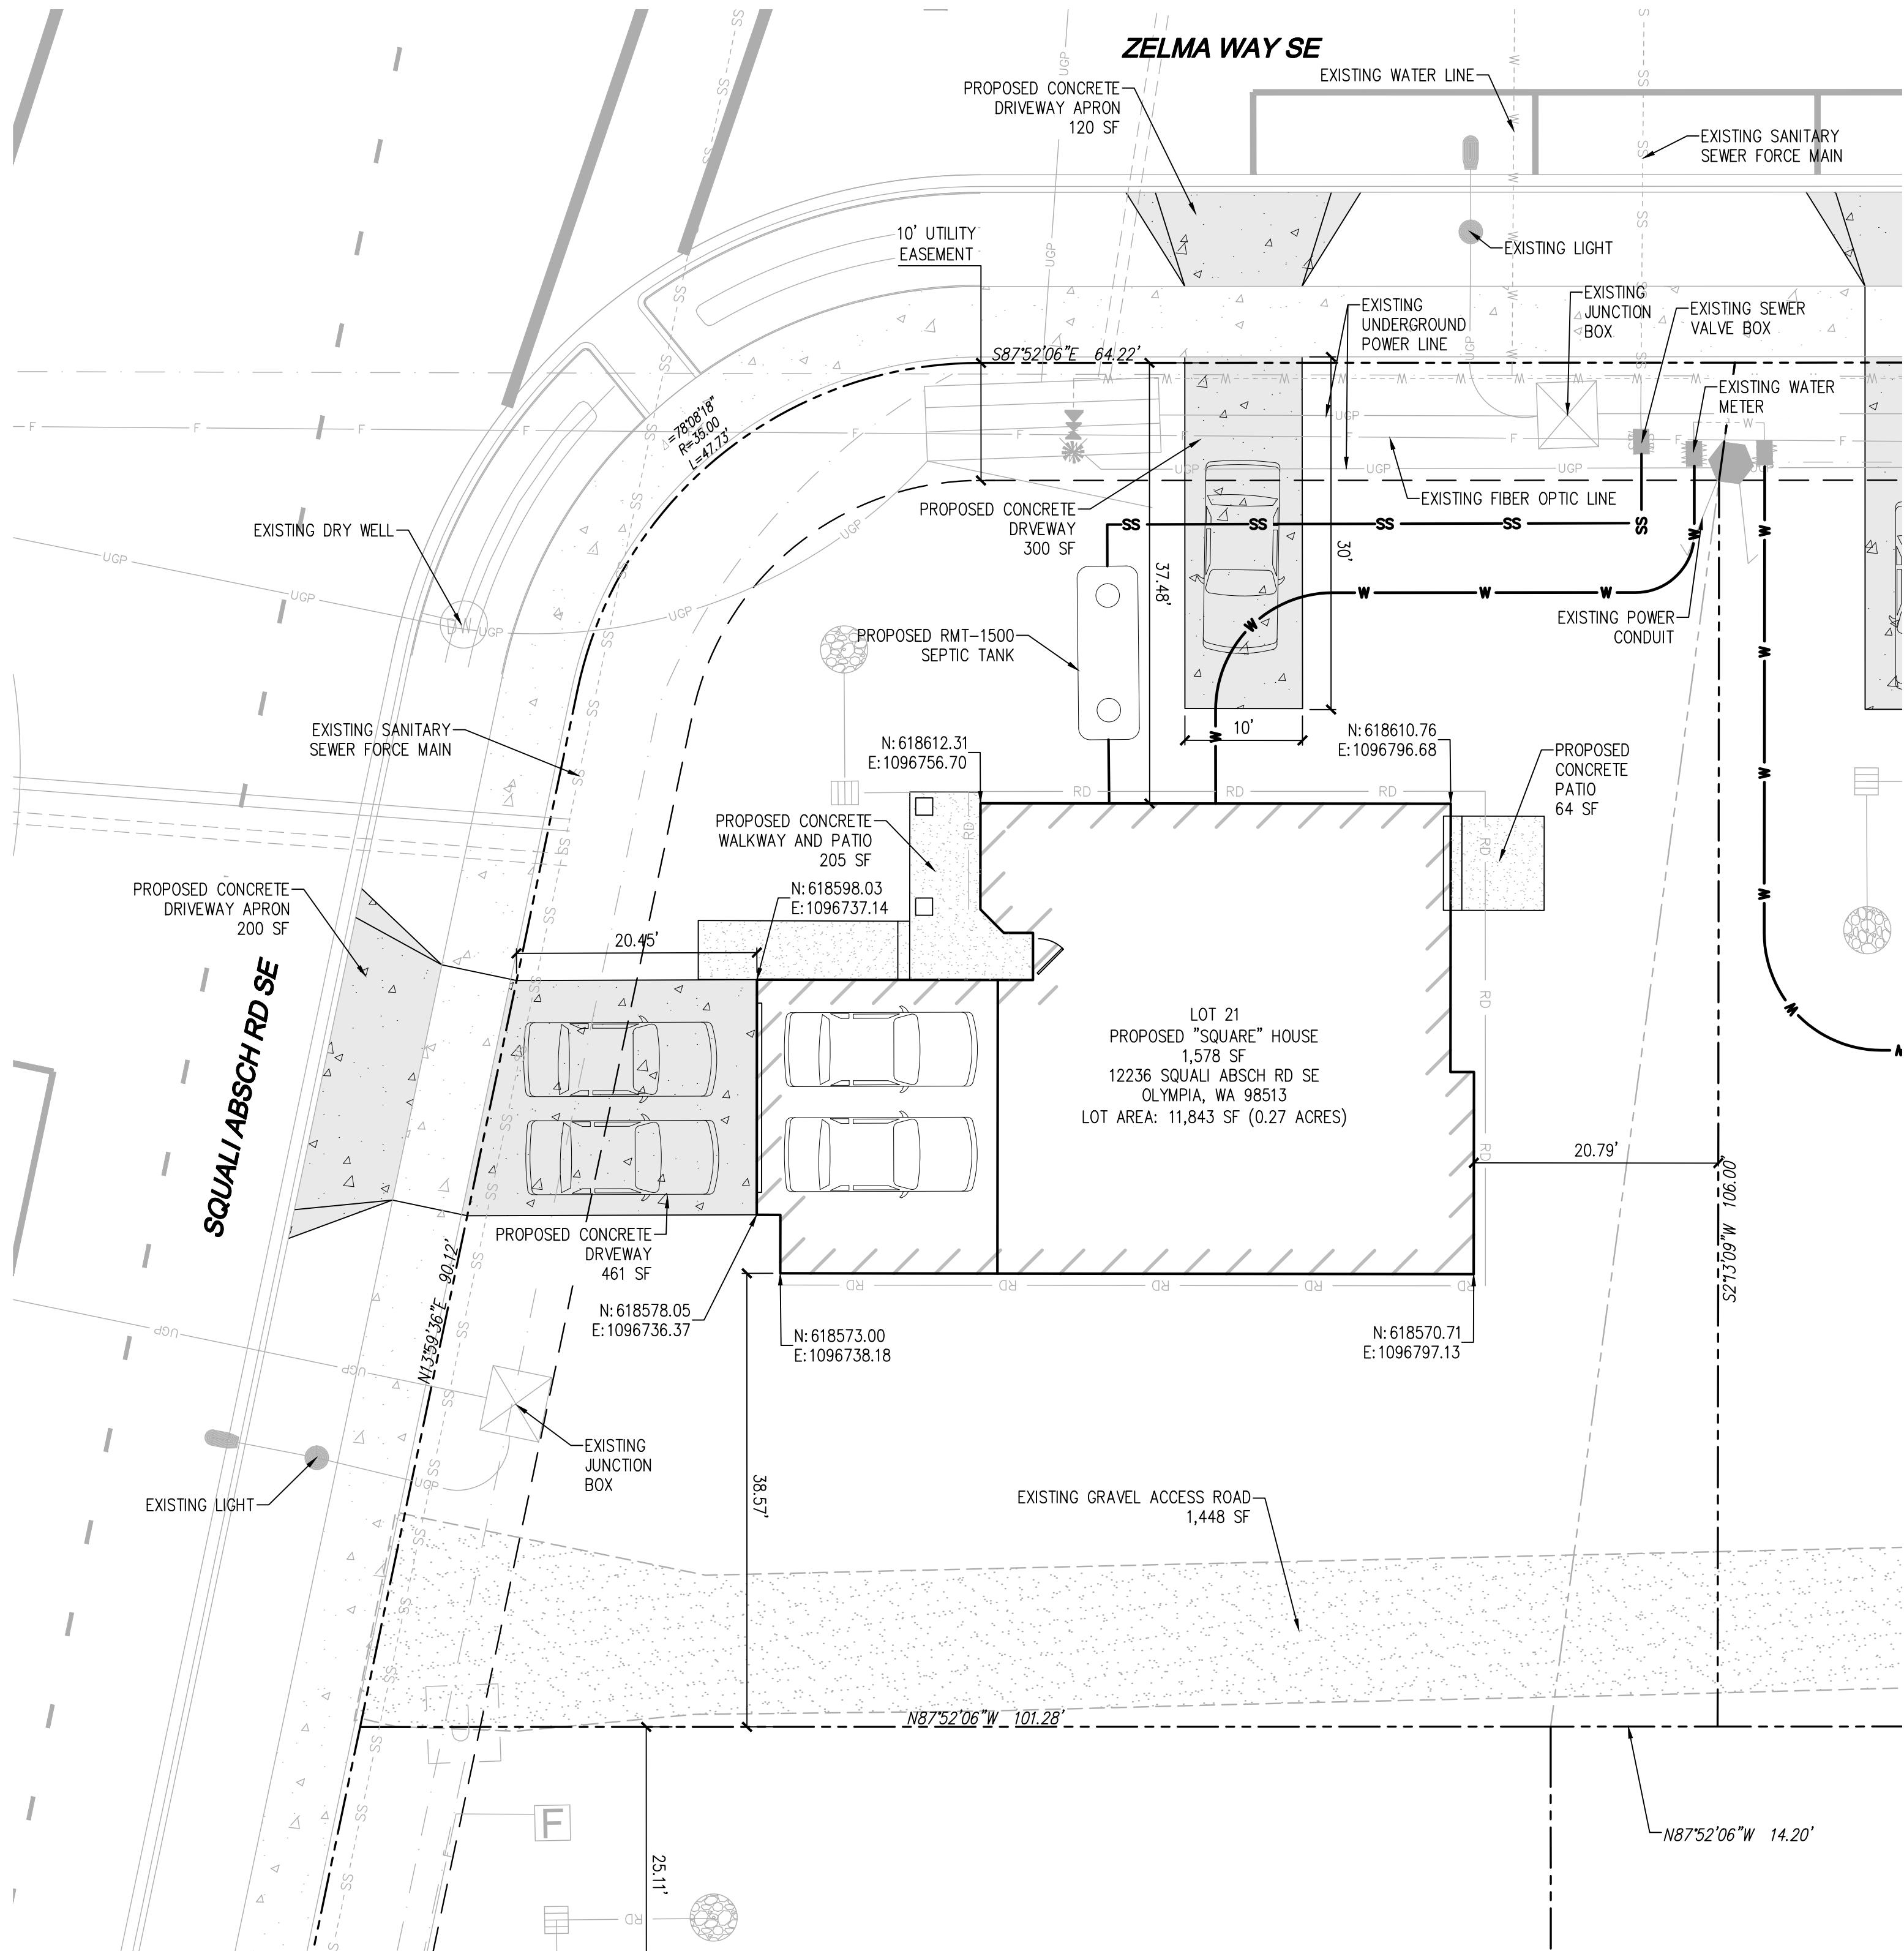 ZELMA WAY SE
PROPOSED CONCRETE
DRIVEWAY APRON
120 SF
EXISTING WATER LINE
EXISTING SANITARY
SEWER FORCE MAIN
10' UTILITY
EASEMENT
EXISTING LIGHT
EXISTING
UNDERGROUND
POWER LINE
EXISTING
JUNCTION
BOX
EXISTING SEWER
VALVE BOX
S87°52'06"E 64.22'
EXISTING WATER
METER
=78°08'18"
R=35.00
L=47.73'
EXISTING DRY WELL
DW
PROPOSED CONCRETE
DRVEWAY
300 SF
EXISTING FIBER OPTIC LINE
30'
37.48'
EXISTING POWER
CONDUIT
PROPOSED RMT-1500
SEPTIC TANK
10'
EXISTING SANITARY
SEWER FORCE MAIN
N:618612.31
E:1096756.70
N:618610.76
E:1096796.68
PROPOSED
CONCRETE
PATIO
64 SF
PROPOSED CONCRETE
WALKWAY AND PATIO
205 SF
PROPOSED CONCRETE
DRIVEWAY APRON
200 SF
N:618598.03
E:1096737.14
20.45'
SQUALI ABSCH RD SE
LOT 21
PROPOSED "SQUARE" HOUSE
1,578 SF
12236 SQUALI ABSCH RD SE
OLYMPIA, WA 98513
LOT AREA: 11,843 SF (0.27 ACRES)
20.79'
S2°13'09"W 106.00'
PROPOSED CONCRETE
DRVEWAY
461 SF
N13°59'36"E 90.12'
N:618578.05
E:1096736.37
N:618573.00
E:1096738.18
N:618570.71
E:1096797.13
EXISTING
JUNCTION
BOX
EXISTING LIGHT
38.57'
EXISTING GRAVEL ACCESS ROAD
1,448 SF
N87°52'06"W 101.28'
N87°52'06"W 14.20'
F
25.11'
SS
UGP
W
F
RD